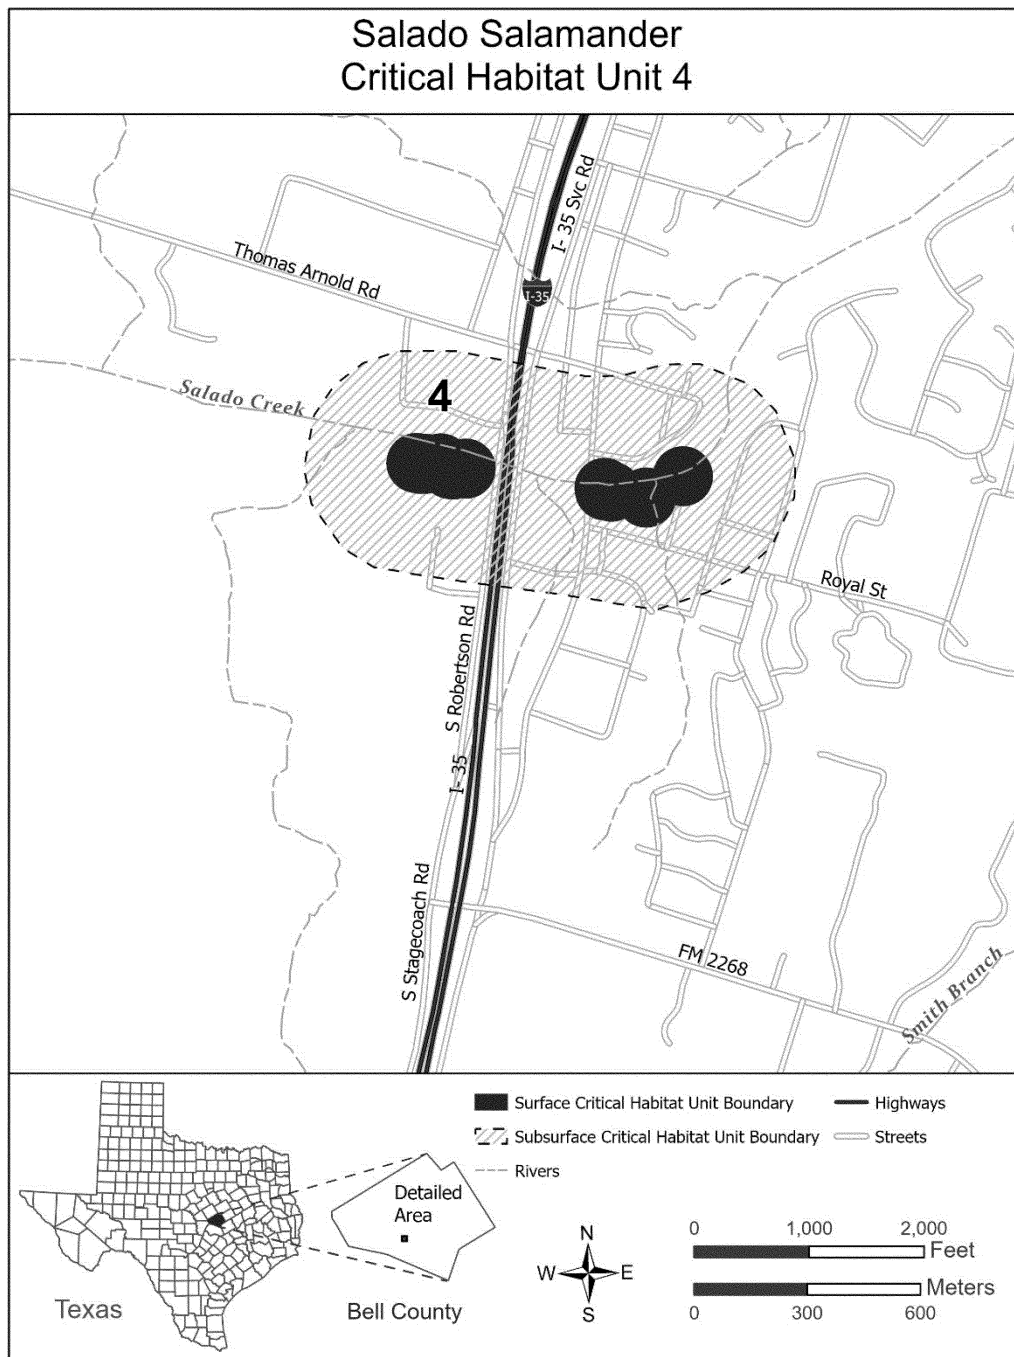 Salado Salamander
Critical Habitat Unit 4
I- 35 Svc Rd
Thomas Arnold Rd
I-35
Salado Creek
4
Royal St
S Robertson Rd
I- 35
S Stagecoach Rd
FM 2268
Smith Branch
Surface Critical Habitat Unit Boundary
Highways
Subsurface Critical Habitat Unit Boundary
Streets
Rivers
Detailed
Area
Texas
Bell County
N
W E
S
0 1,000 2,000
Feet
Meters
0 300 600